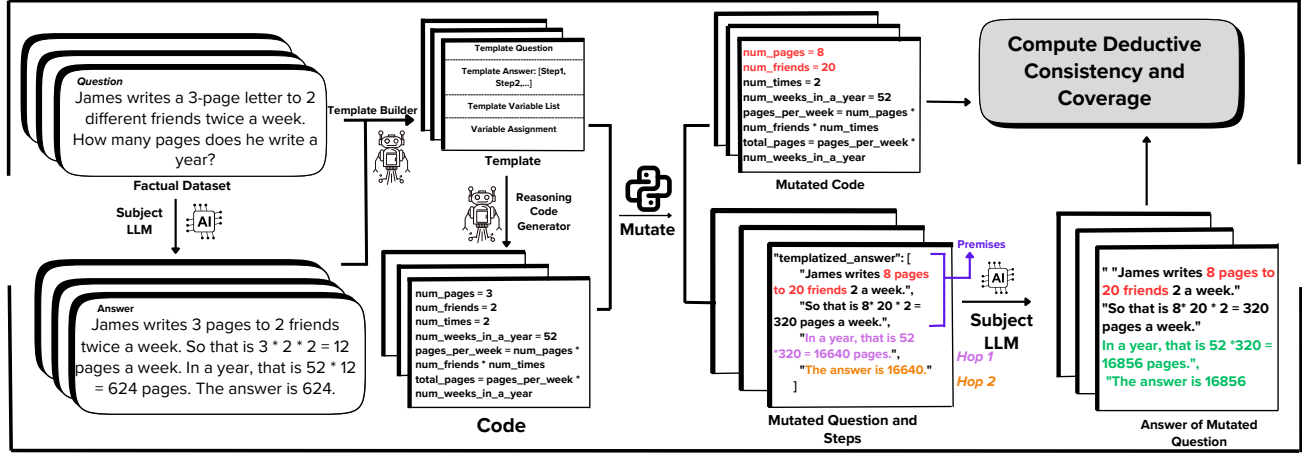 Question
James writes a 3-page letter to 2
different friends twice a week.
How many pages does he write a
year?
Factual Dataset
Subject
LLM
AI
Answer
James writes 3 pages to 2 friends
twice a week. So that is 3 * 2 * 2 = 12
pages a week. In a year, that is 52 * 12
= 624 pages. The answer is 624.
Template Builder
Template Question
Template Answer: [Step1,
Step2,...]
Template Variable List
Variable Assignment
Template
Reasoning
Code
Generator
num_pages = 3
num_friends = 2
num_times = 2
num_weeks_in_a_year = 52
pages_per_week = num_pages *
num_friends * num_times
total_pages = pages_per_week *
num_weeks_in_a_year
Code
Mutate
num_pages = 8
num_friends = 20
num_times = 2
num_weeks_in_a_year = 52
pages_per_week = num_pages *
num_friends * num_times
total_pages = pages_per_week *
num_weeks_in_a_year
Mutated Code
"templatized_answer": [
"James writes 8 pages
to 20 friends 2 a week.",
"So that is 8* 20 * 2 =
320 pages a week.",
"In a year, that is 52
*320 = 16640 pages.",
"The answer is 16640."
]
Premises
Hop 1
Hop 2
Mutated Question and
Steps
AI
Subject
LLM
Compute Deductive
Consistency and
Coverage
" "James writes 8 pages to
20 friends 2 a week."
"So that is 8* 20 * 2 = 320
pages a week."
In a year, that is 52 *320 =
16856 pages.",
"The answer is 16856
Answer of Mutated
Question